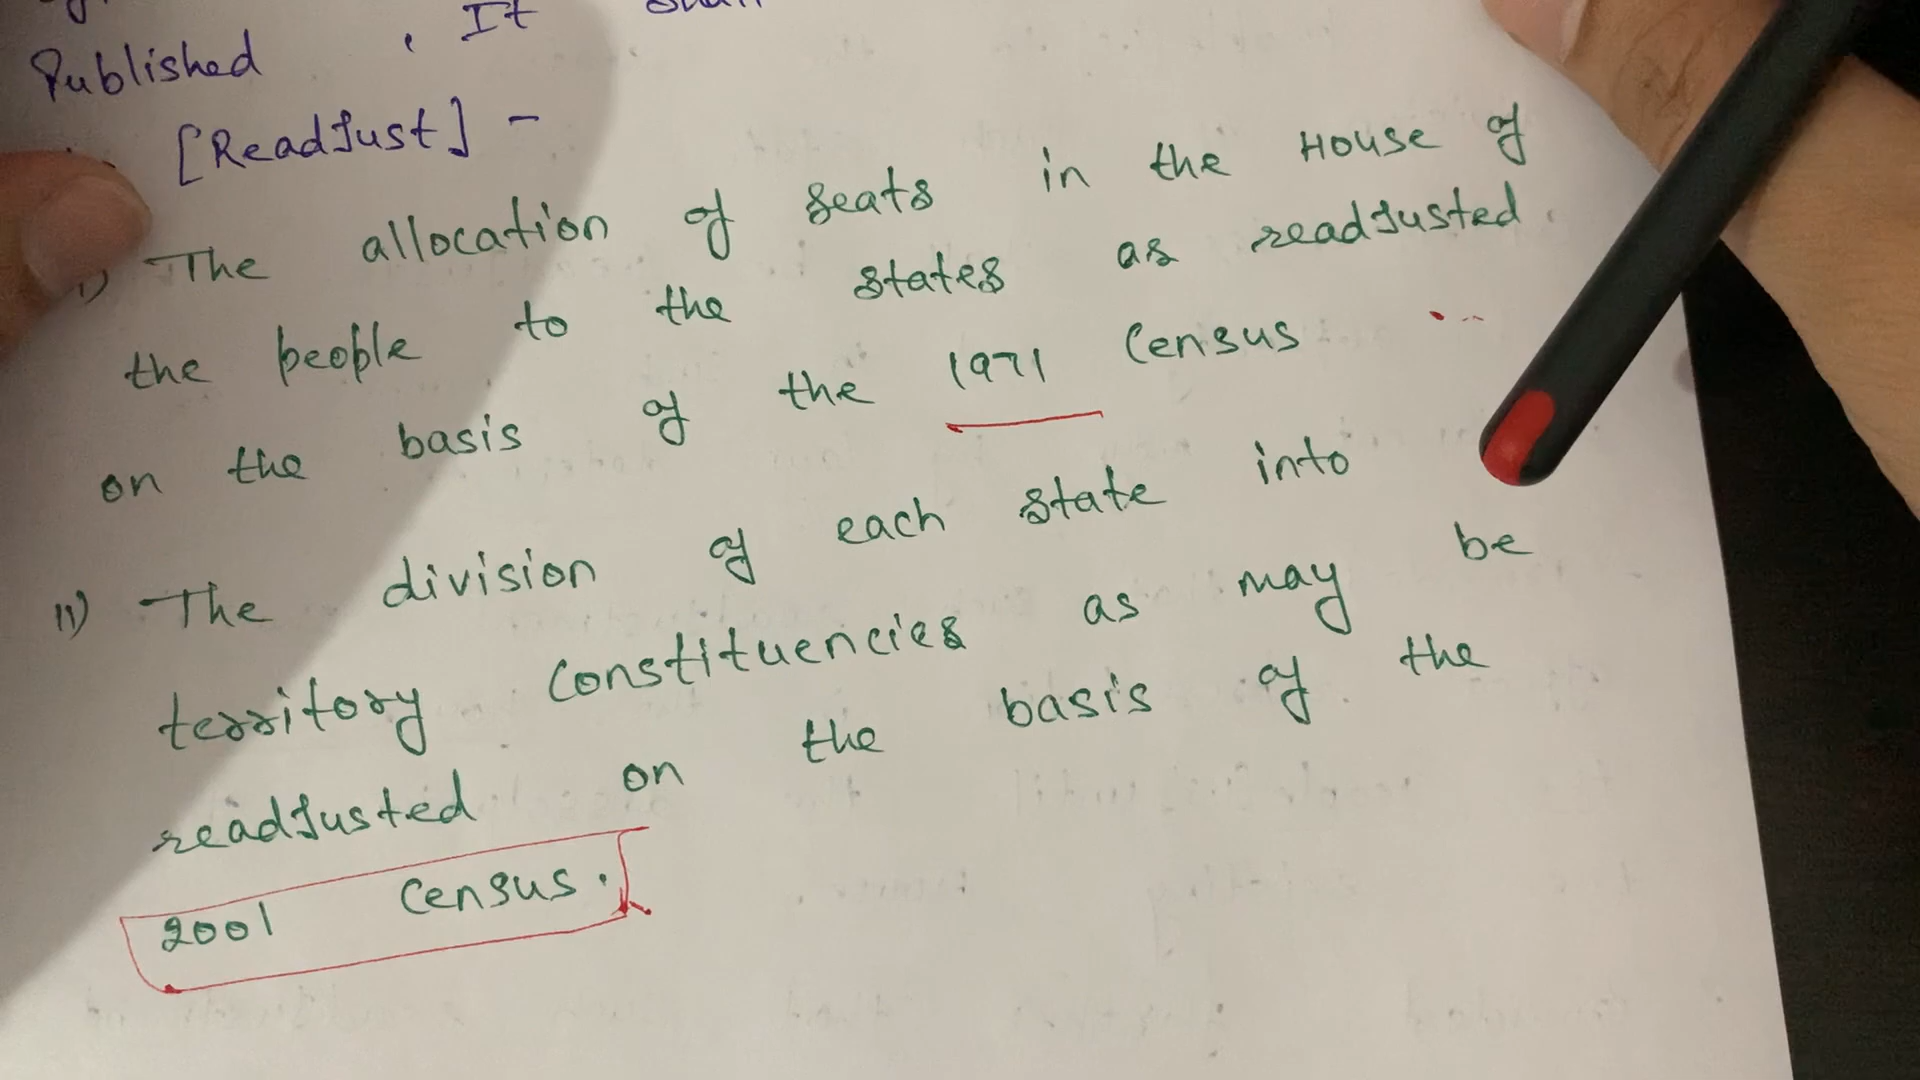 Published , It shall
[Readjust] -
i) The allocation of seats in the House of
the people to the states as readjusted
on the basis of the 1971 Census
ii) The division of each state into
territory constituencies as may be
readjusted on the basis of the
2001 Census.